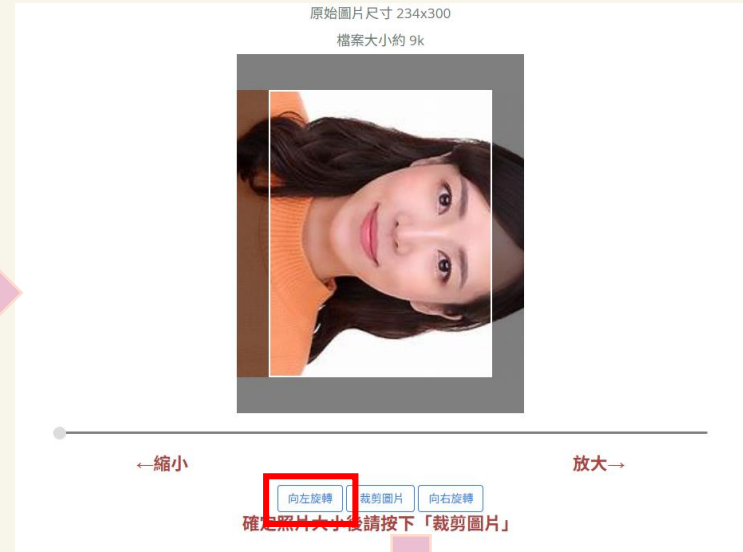 原始圖片尺寸 234x300
檔案大小約 9k
←縮小 放大→
向左旋轉 裁剪圖片 向右旋轉
確定照片大小後請按下「裁剪圖片」